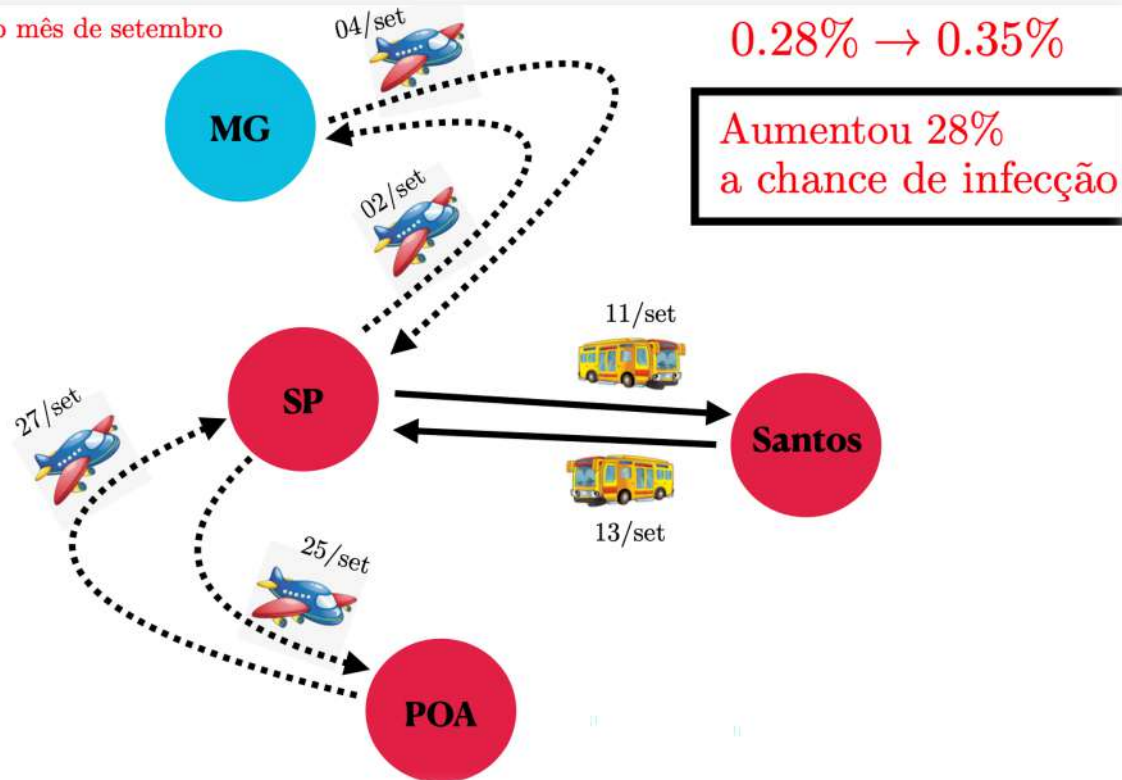 o mês de setembro
04/set
0.28% → 0.35%
MG
Aumentou 28%
a chance de infecção
02/set
11/set
SP
27/set
Santos
13/set
25/set
POA